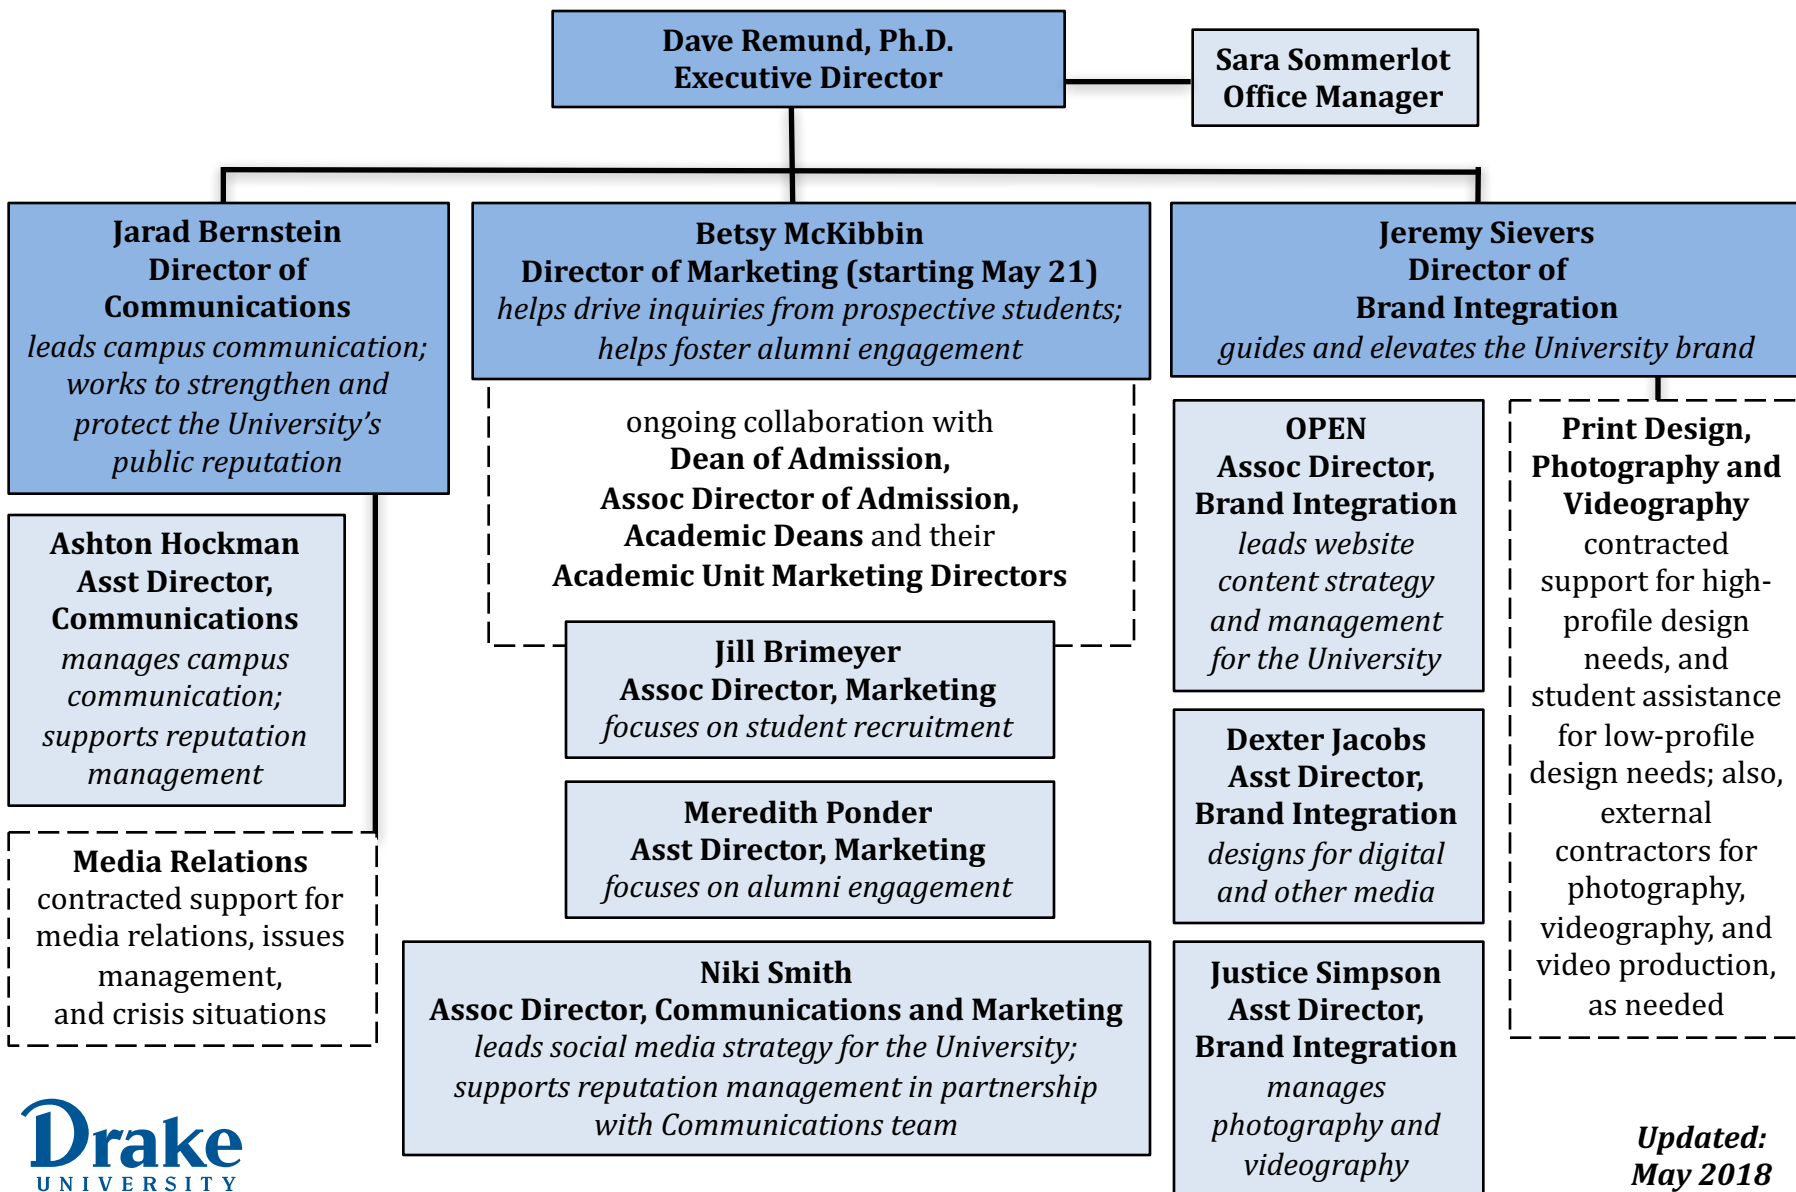 Dave Remund, Ph.D.
Executive Director
Sara Sommerlot
Office Manager
Jarad Bernstein
Director of
Communications
leads campus communication;
works to strengthen and
protect the University’s
public reputation
Ashton Hockman
Asst Director,
Communications
manages campus
communication;
supports reputation
management
Media Relations
contracted support for
media relations, issues
management,
and crisis situations
Betsy McKibbin
Director of Marketing (starting May 21)
helps drive inquiries from prospective students;
helps foster alumni engagement
ongoing collaboration with
Dean of Admission,
Assoc Director of Admission,
Academic Deans and their
Academic Unit Marketing Directors
Jill Brimeyer
Assoc Director, Marketing
focuses on student recruitment
Meredith Ponder
Asst Director, Marketing
focuses on alumni engagement
Niki Smith
Assoc Director, Communications and Marketing
leads social media strategy for the University;
supports reputation management in partnership
with Communications team
Jeremy Sievers
Director of
Brand Integration
guides and elevates the University brand
OPEN
Assoc Director,
Brand Integration
leads website
content strategy
and management
for the University
Dexter Jacobs
Asst Director,
Brand Integration
designs for digital
and other media
Justice Simpson
Asst Director,
Brand Integration
manages
photography and
videography
Print Design,
Photography and
Videography
contracted
support for high-
profile design
needs, and
student assistance
for low-profile
design needs; also,
external
contractors for
photography,
videography, and
video production,
as needed
Drake
UNIVERSITY
Updated:
May 2018